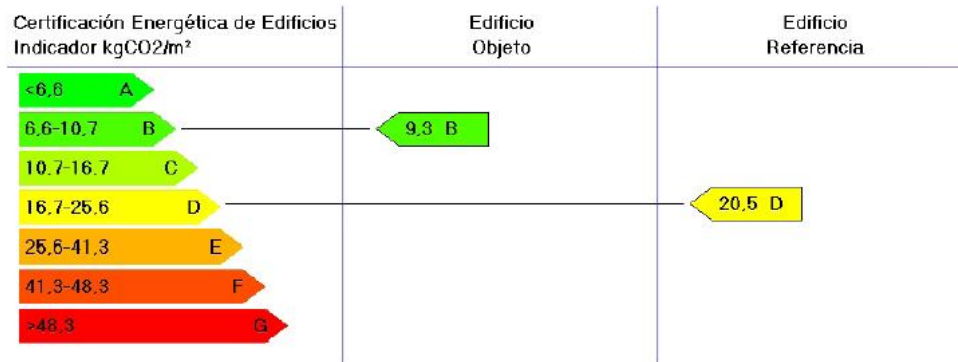 Certificación Energética de Edificios
Indicador kgCO2/m²
Edificio
Objeto
Edificio
Referencia
<6,6 A
6,6-10,7 B
9,3 B
10,7-16,7 C
16,7-25,6 D
20,5 D
25,6-41,3 E
41,3-48,3 F
>48,3 G